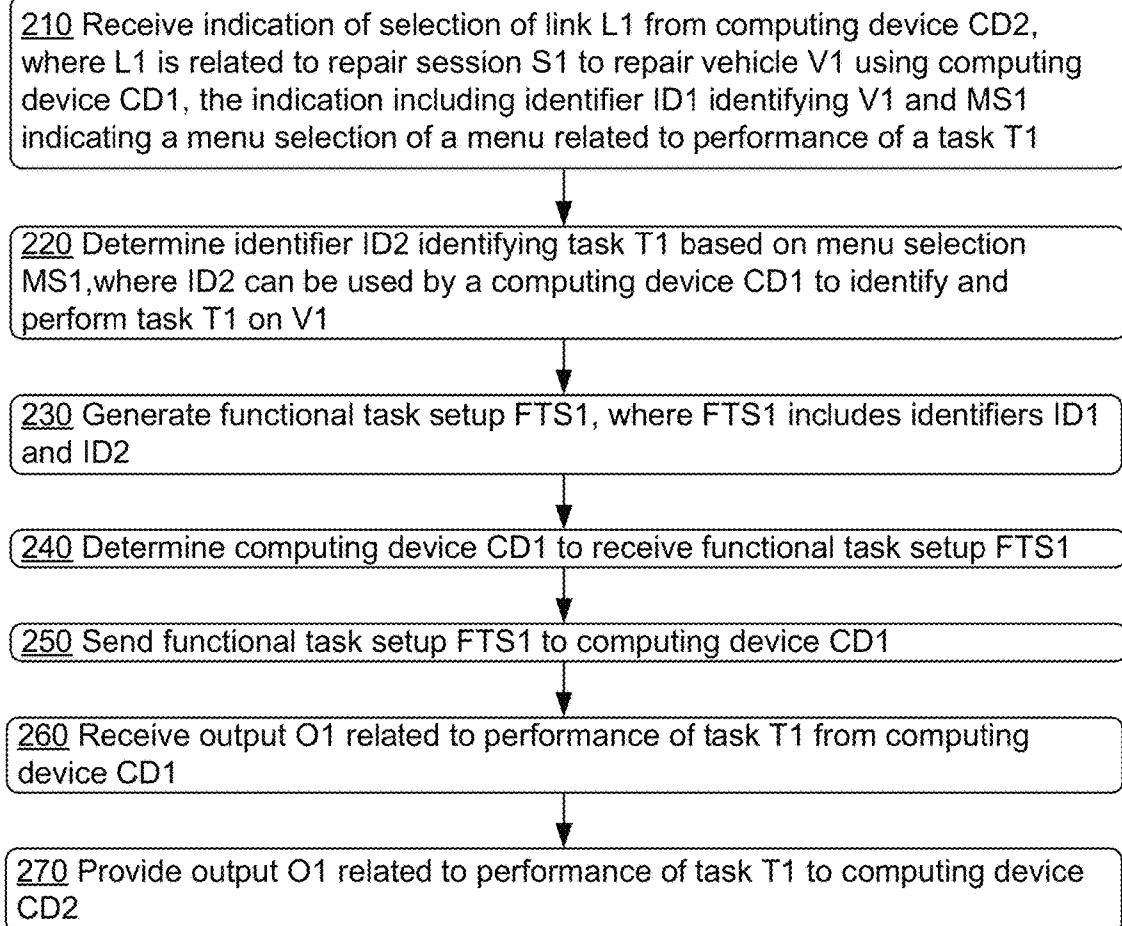 210 Receive indication of selection of link L1 from computing device CD2,
where L1 is related to repair session S1 to repair vehicle V1 using computing
device CD1, the indication including identifier ID1 identifying V1 and MS1
indicating a menu selection of a menu related to performance of a task T1
220 Determine identifier ID2 identifying task T1 based on menu selection
MS1,where ID2 can be used by a computing device CD1 to identify and
perform task T1 on V1
230 Generate functional task setup FTS1, where FTS1 includes identifiers ID1
and ID2
240 Determine computing device CD1 to receive functional task setup FTS1
250 Send functional task setup FTS1 to computing device CD1
260 Receive output O1 related to performance of task T1 from computing
device CD1
270 Provide output O1 related to performance of task T1 to computing device
CD2